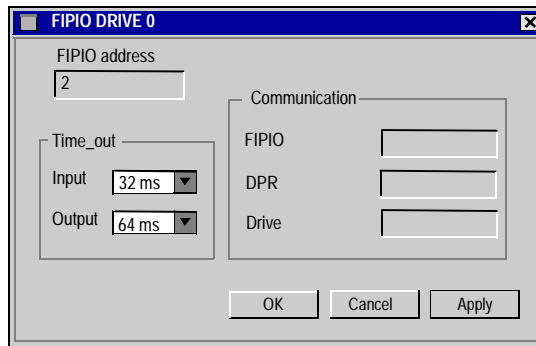 FIPIO DRIVE 0
FIPIO address
2
Time_out
Input 32 ms
Output 64 ms
Communication
FIPIO
DPR
Drive
OK Cancel Apply